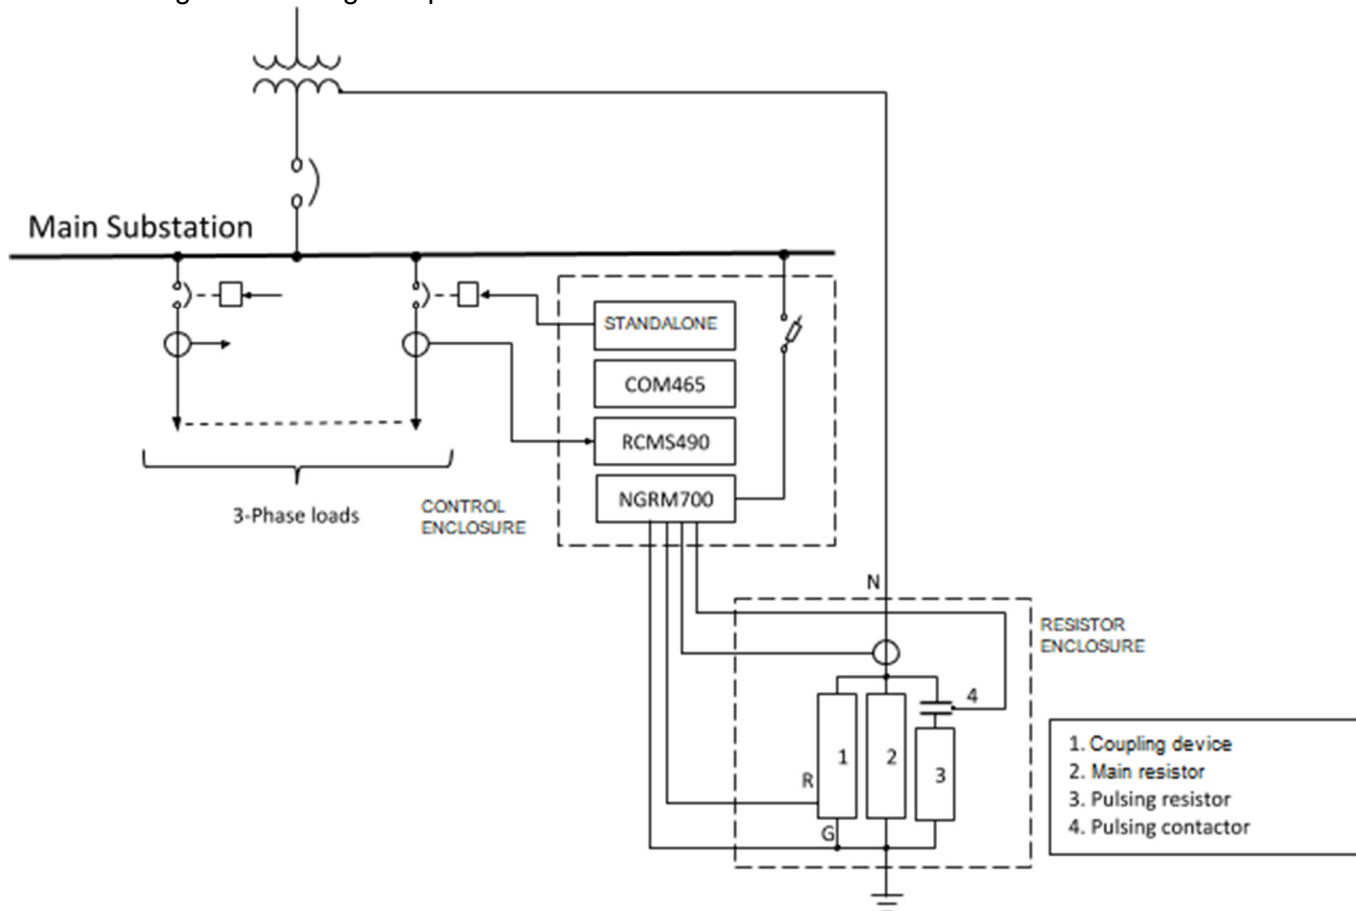 Main Substation
STANDALONE
COM465
RCMS490
NGRM700
3-Phase loads
CONTROL
ENCLOSURE
N
RESISTOR
ENCLOSURE
4
1
2
3
R
G
1. Coupling device
2. Main resistor
3. Pulsing resistor
4. Pulsing contactor